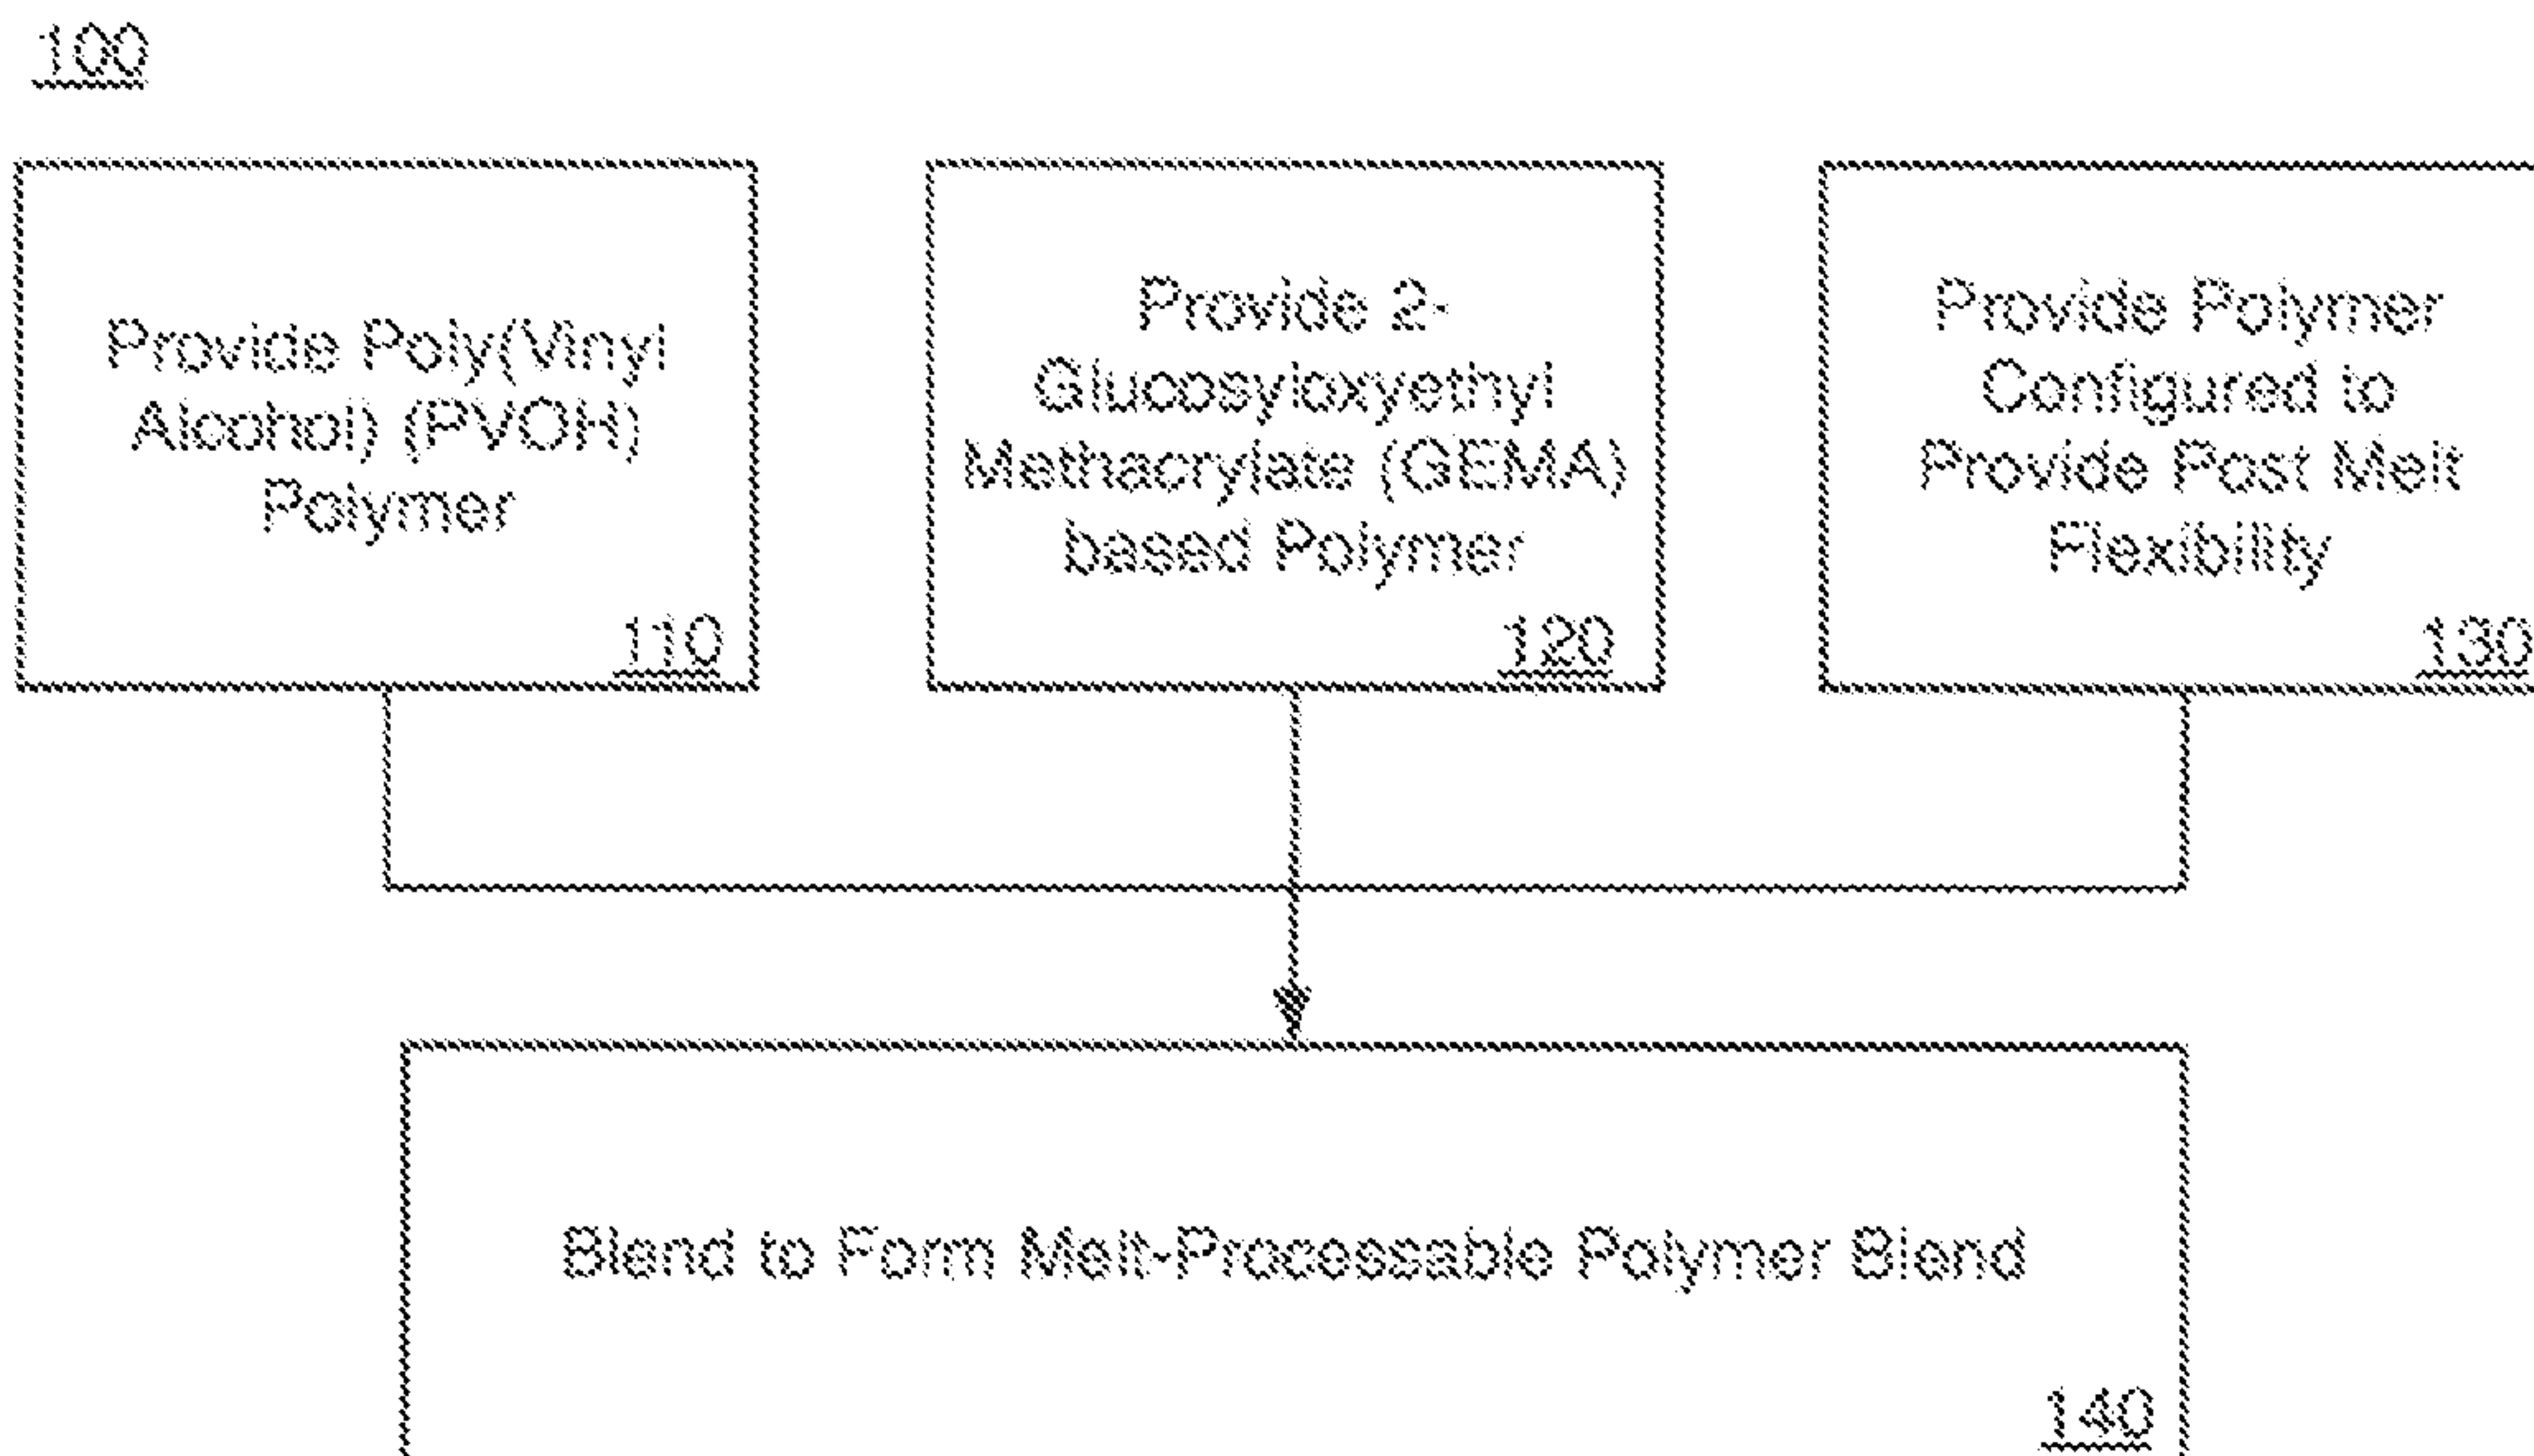 100
Provide Poly(Vinyl
Alcohol) (PVOH)
Polymer
110
Provide 2-
Glucosyloxyethyl
Methacrylate (GEMA)
based Polymer
120
Provide Polymer
Configured to
Provide Post Melt
Flexibility
130
Blend to Form Melt-Processable Polymer Blend
140